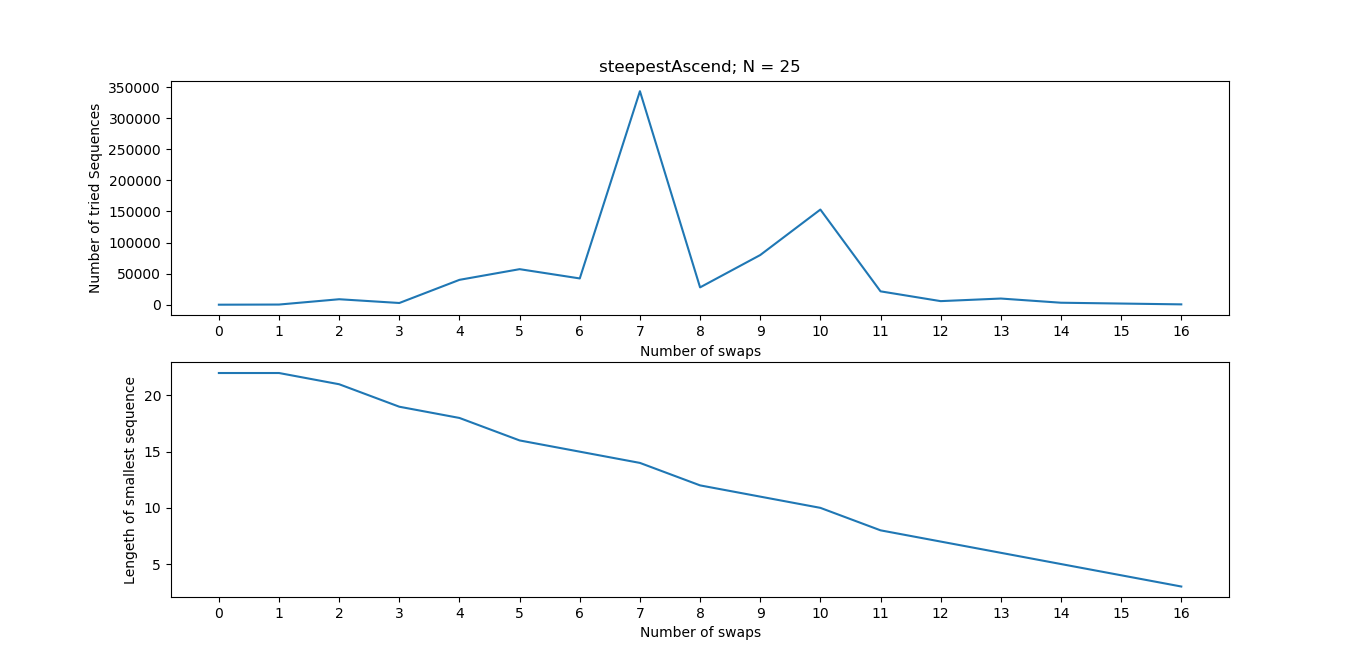 steepestAscend; N = 25
Number of tried Sequences
350000
300000
250000
200000
150000
100000
50000
0
0 1 2 3 4 5 6 7 8 9 10 11 12 13 14 15 16
Number of swaps
Lengeth of smallest sequence
20
15
10
5
0 1 2 3 4 5 6 7 8 9 10 11 12 13 14 15 16
Number of swaps